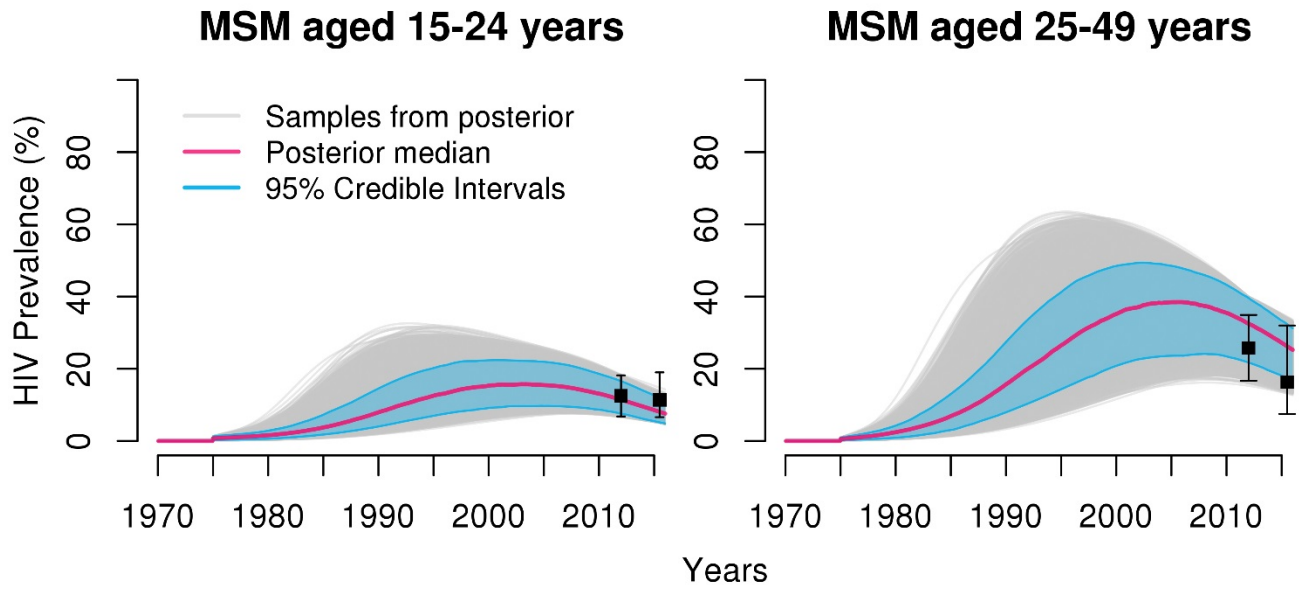 MSM aged 15-24 years
MSM aged 25-49 years
HIV Prevalence (%)
0 20 40 60 80
Samples from posterior
Posterior median
95% Credible Intervals
1970 1980 1990 2000 2010
0 20 40 60 80
1970 1980 1990 2000 2010
Years